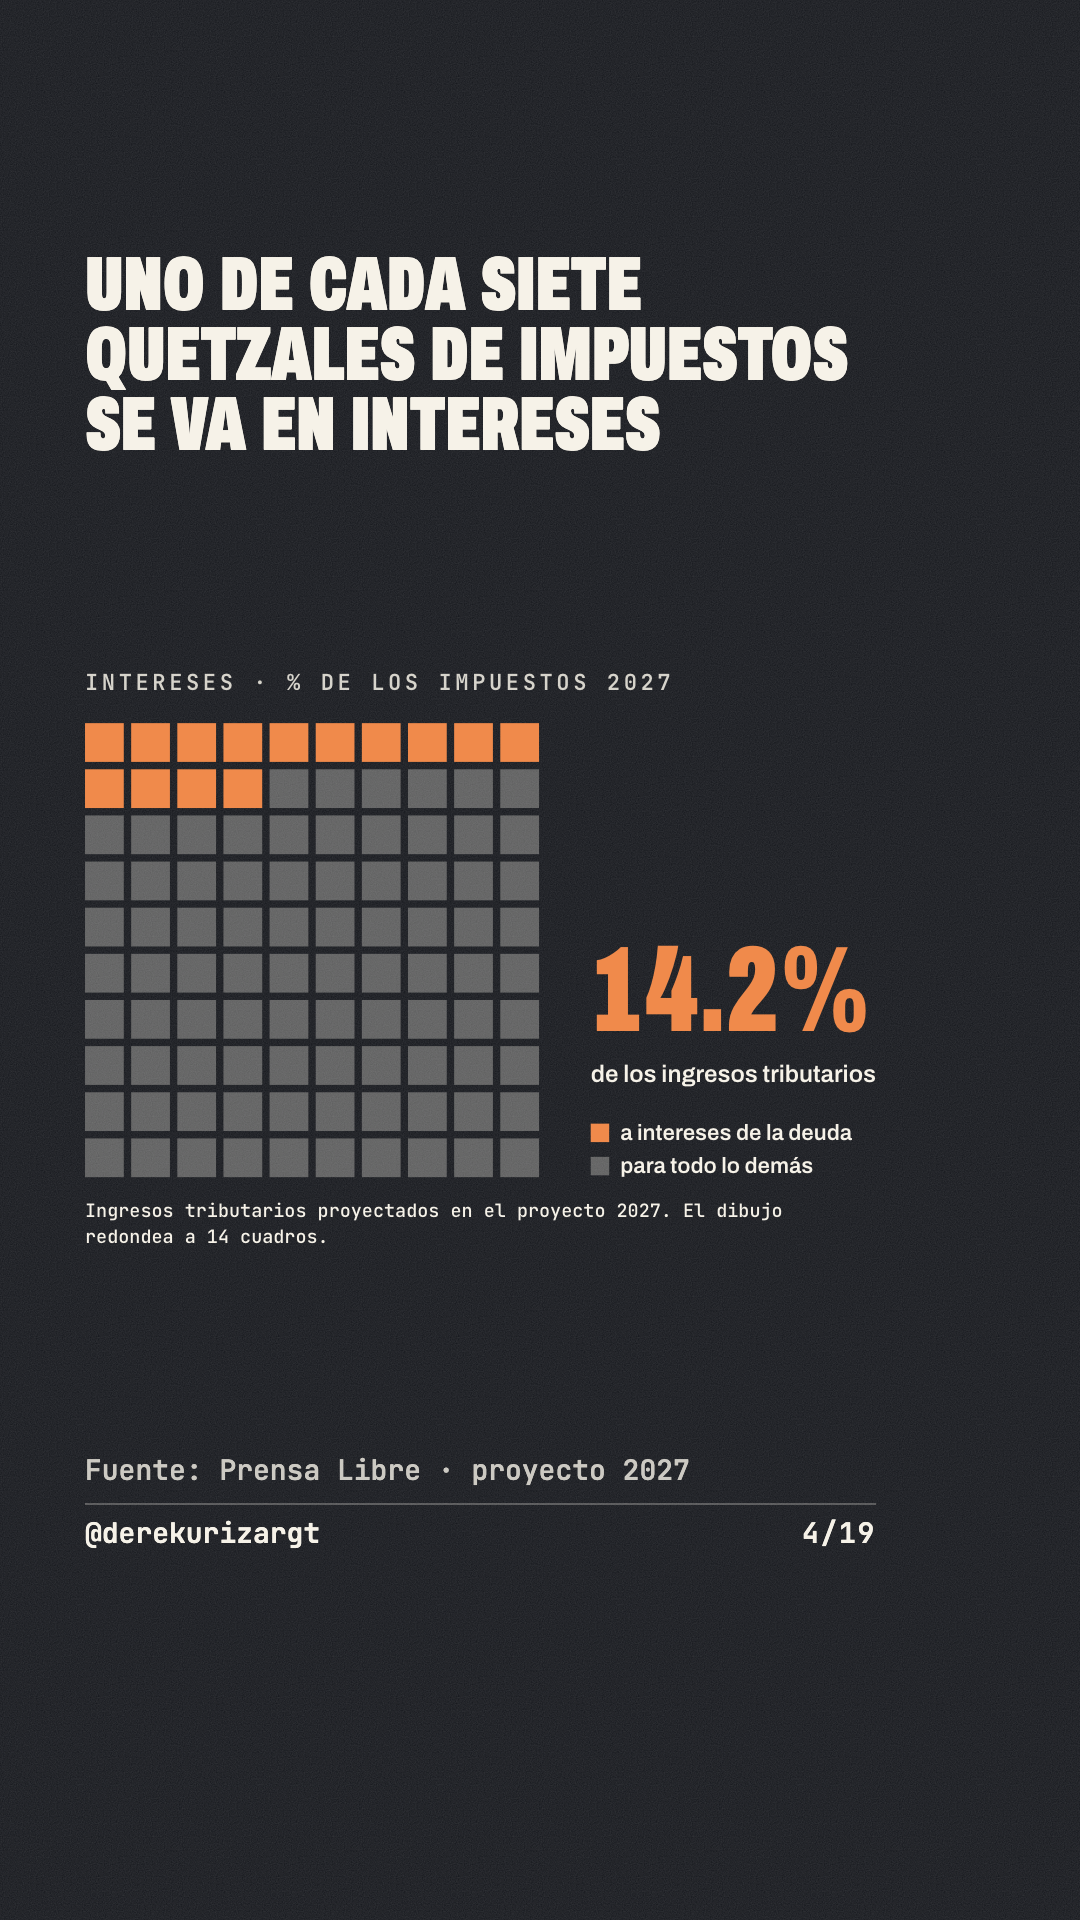 UNO DE CADA SIETE
QUETZALES DE IMPUESTOS
SE VA EN INTERESES
INTERESES · % DE LOS IMPUESTOS 2027
14.2%
de los ingresos tributarios
a intereses de la deuda
para todo lo demás
Ingresos tributarios proyectados en el proyecto 2027. El dibujo
redondea a 14 cuadros.
Fuente: Prensa Libre · proyecto 2027
@derekurizargt
4/19